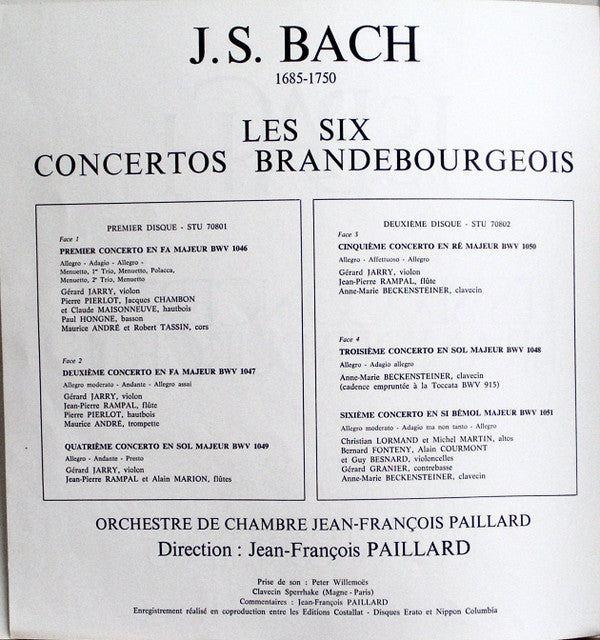 J.S. BACH
1685-1750
LES SIX
CONCERTOS BRANDEBOURGEOIS
PREMIER DISQUE - STU 70801
Face 1
PREMIER CONCERTO EN FA MAJEUR BWV 1046
Allegro - Adagio - Allegro -
Menuetto, 1er Trio, Menuetto, Polacca,
Menuetto, 2e Trio, Menuetto
Gérard JARRY, violon
Pierre PIERLOT, Jacques CHAMBON
et Claude MAISONNEUVE, hautbois
Paul HONGNE, basson
Maurice ANDRÉ et Robert TASSIN, cors
Face 2
DEUXIÈME CONCERTO EN FA MAJEUR BWV 1047
Allegro moderato - Andante - Allegro assai
Gérard JARRY, violon
Jean-Pierre RAMPAL, flûte
Pierre PIERLOT, hautbois
Maurice ANDRÉ, trompette
QUATRIÈME CONCERTO EN SOL MAJEUR BWV 1049
Allegro - Andante - Presto
Gérard JARRY, violon
Jean-Pierre RAMPAL et Alain MARION, flûtes
DEUXIÈME DISQUE - STU 70802
Face 3
CINQUIÈME CONCERTO EN RÉ MAJEUR BWV 1050
Allegro - Affettuoso - Allegro
Gérard JARRY, violon
Jean-Pierre RAMPAL, flûte
Anne-Marie BECKENSTEINER, clavecin
Face 4
TROISIÈME CONCERTO EN SOL MAJEUR BWV 1048
Allegro - Adagio allegro
Anne-Marie BECKENSTEINER, clavecin
(cadence empruntée à la Toccata BWV 915)
SIXIÈME CONCERTO EN SI BÉMOL MAJEUR BWV 1051
Allegro moderato - Adagio ma non tanto - Allegro
Christian LORMAND et Michel MARTIN, altos
Bernard FONTENY, Alain COURMONT
et Guy BESNARD, violoncelles
Gérard GRANIER, contrebasse
Anne-Marie BECKENSTEINER, clavecin
ORCHESTRE DE CHAMBRE JEAN-FRANÇOIS PAILLARD
Direction : Jean-François PAILLARD
Prise de son : Peter Willemoës
Clavecin Sperrhake (Magne - Paris)
Commentaires : Jean-François PAILLARD
Enregistrement réalisé en coproduction entre les Editions Costallat - Disques Erato et Nippon Columbia